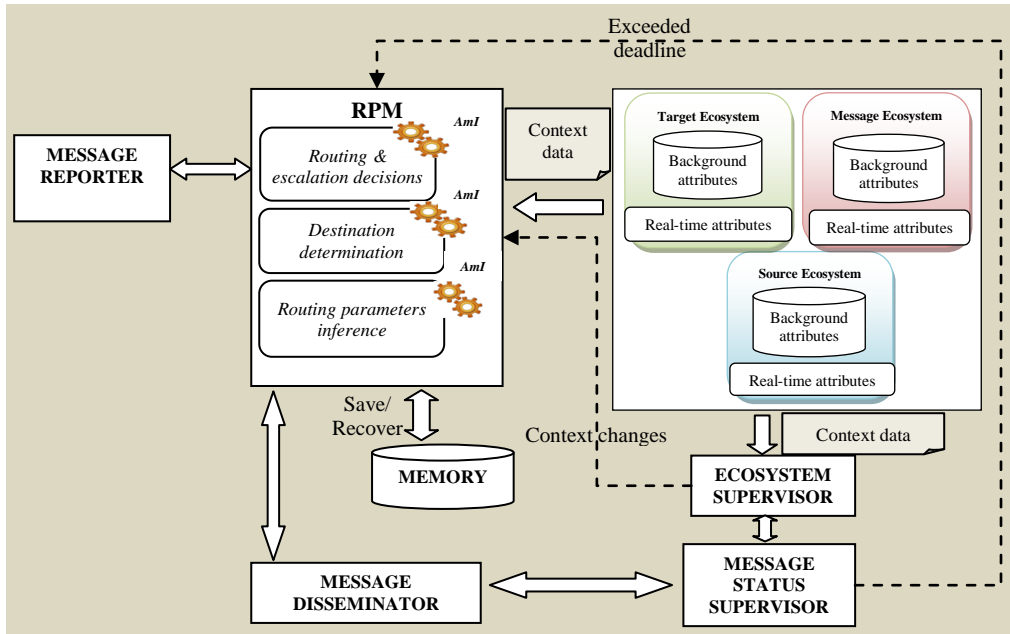 Exceeded
deadline
RPM
AmI
Routing &
escalation decisions
AmI
Destination
determination
AmI
Routing parameters
inference
MESSAGE
REPORTER
Context
data
Target Ecosystem
Background
attributes
Real-time attributes
Message Ecosystem
Background
attributes
Real-time attributes
Source Ecosystem
Background
attributes
Real-time attributes
Save/
Recover
MEMORY
Context changes
Context data
ECOSYSTEM
SUPERVISOR
MESSAGE
DISSEMINATOR
MESSAGE
STATUS
SUPERVISOR